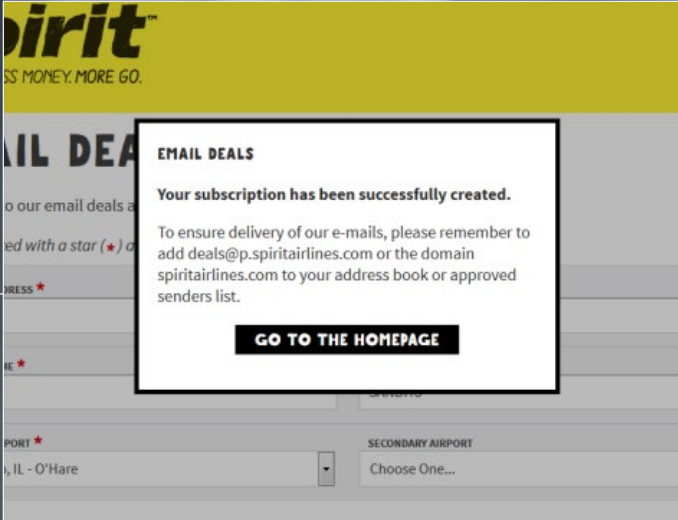 pirit™
SS MONEY. MORE GO.
AIL DEA
EMAIL DEALS
Your subscription has been successfully created.
To ensure delivery of our e-mails, please remember to
add deals@p.spiritairlines.com or the domain
spiritairlines.com to your address book or approved
senders list.
GO TO THE HOMEPAGE
o our email deals a
red with a star (★) a
DRESS ★
ME ★
PORT ★
SECONDARY AIRPORT
o, IL - O'Hare
Choose One...